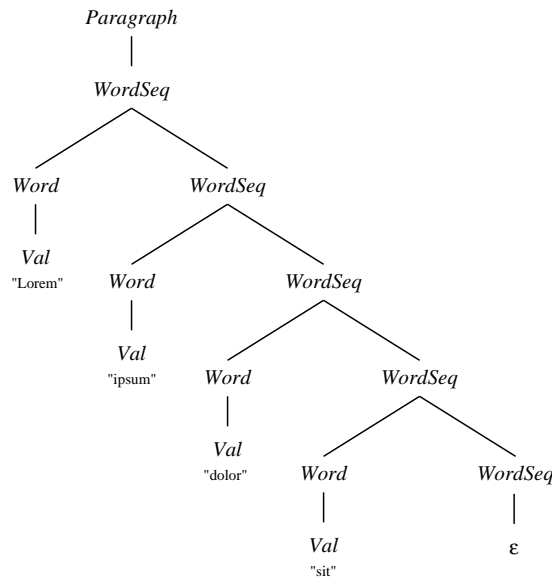 Paragraph
WordSeq
Word WordSeq
Val
"Lorem" Word WordSeq
Val
"ipsum" Word WordSeq
Val
"dolor" Word WordSeq
Val ε
"sit"